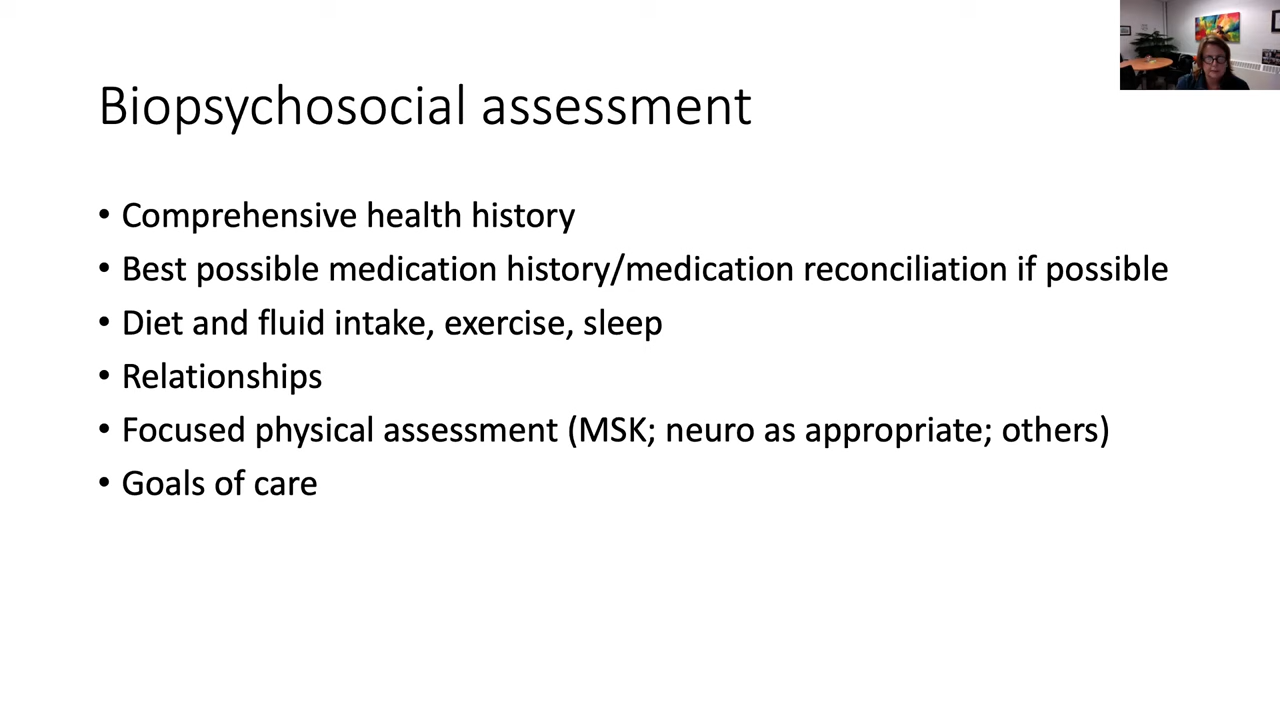 Biopsychosocial assessment
• Comprehensive health history
• Best possible medication history/medication reconciliation if possible
• Diet and fluid intake, exercise, sleep
• Relationships
• Focused physical assessment (MSK; neuro as appropriate; others)
• Goals of care